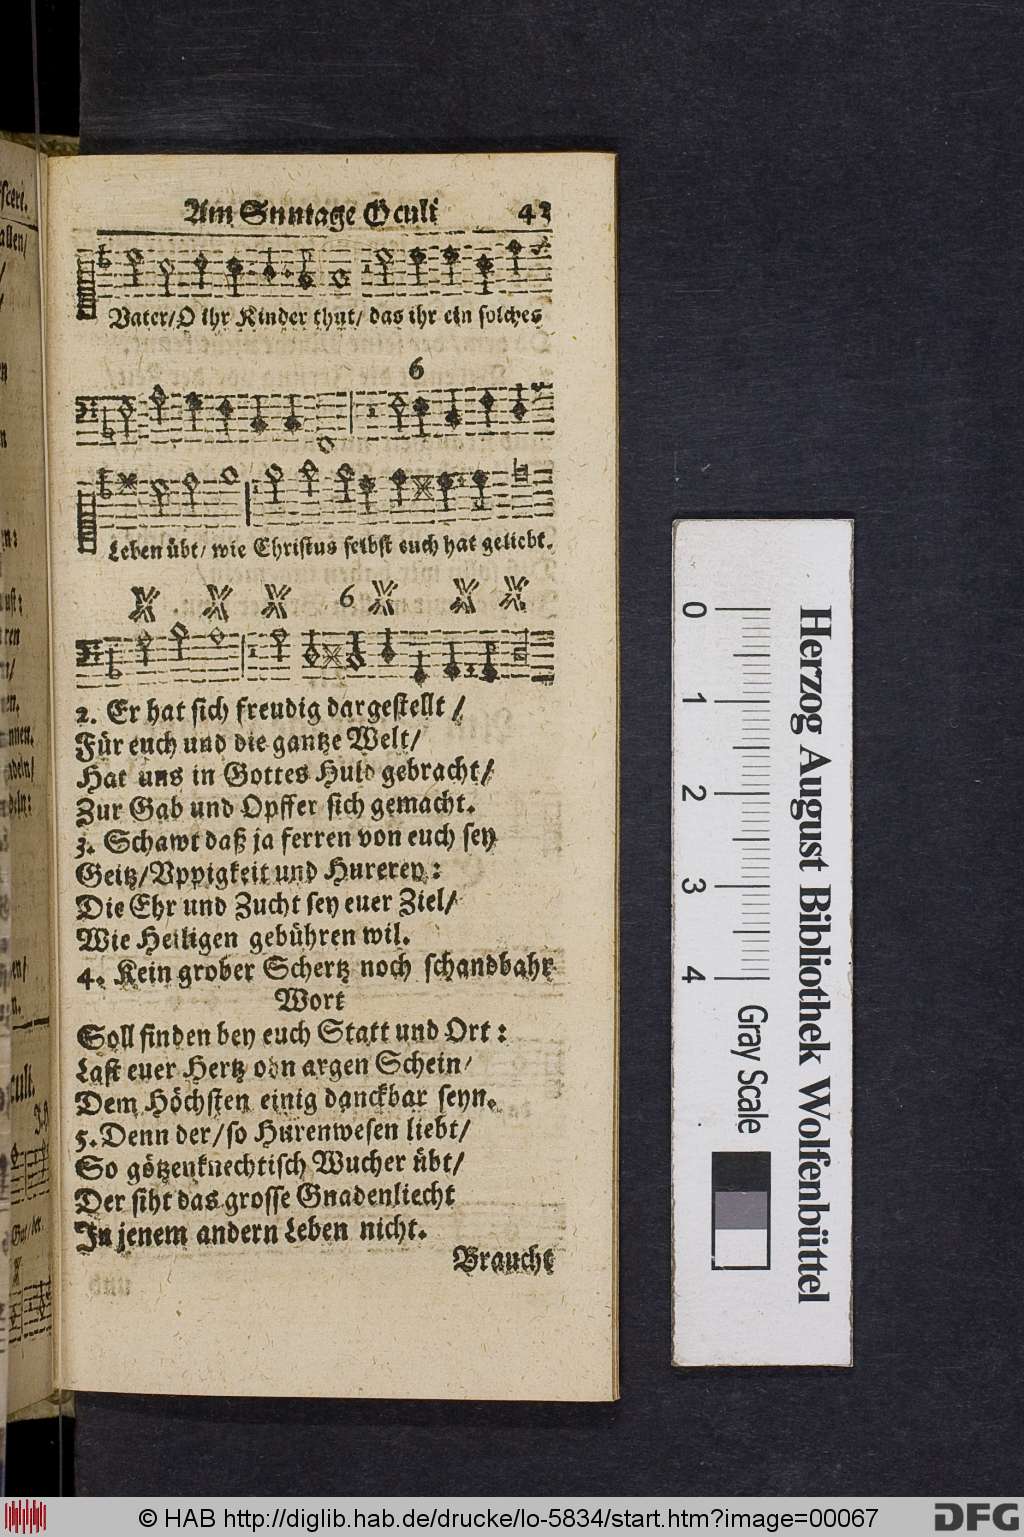 Am Sunntage Oculi 43
Vater/O ihr Kinder thut/ das ihr ein solches
6
Leben übt/ wie Christus selbst euch hat geliebt.
6
2. Er hat sich freudig dargestellt /
Für euch und die gantze Welt/
Hat uns in Gottes Huld gebracht/
Zur Gab und Opffer sich gemacht.
3. Schawt daß ja ferren von euch sey
Geitz/Vppigkeit und Hurerey:
Die Ehr und Zucht sey euer Ziel/
Wie Heiligen gebühren wil.
4. Kein grober Schertz noch schandbahr
Wort
Soll finden bey euch Statt und Ort:
Last euer Hertz ohn argen Schein/
Dem Höchsten einig danckbar seyn.
5. Denn der/so Hurenwesen liebt/
So götzenknechtisch Wucher übt/
Der siht das grosse Gnadenliecht
In jenem andern Leben nicht.
Braucht
0 1 2 3 4
Gray Scale
Herzog August Bibliothek Wolfenbüttel
© HAB http://diglib.hab.de/drucke/lo-5834/start.htm?image=00067
DFG